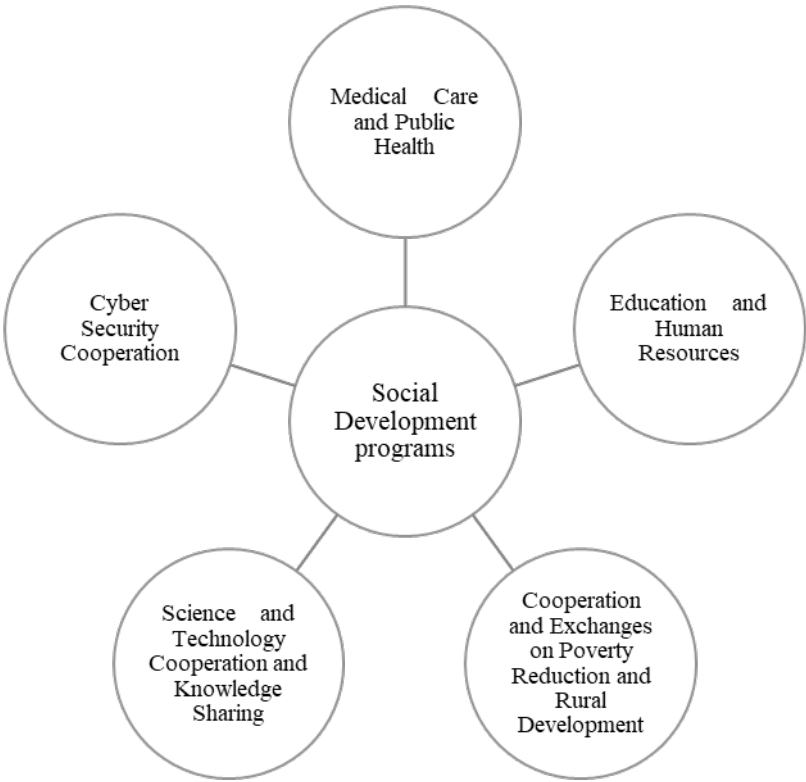 Medical Care
and Public
Health
Cyber
Security
Cooperation
Education and
Human
Resources
Social
Development
programs
Science and
Technology
Cooperation and
Knowledge
Sharing
Cooperation
and Exchanges
on Poverty
Reduction and
Rural
Development